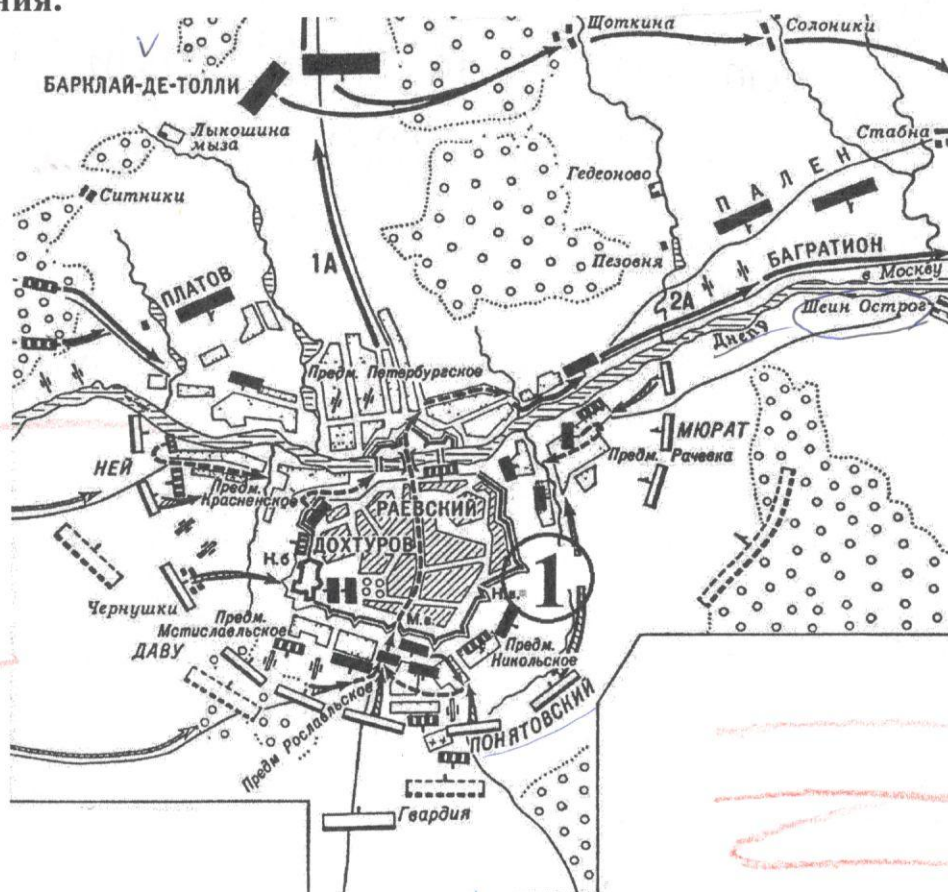 ния.
Щоткина
Солоники
БАРКЛАЙ-ДЕ-ТОЛЛИ
Лыкошина
мыза
Стабна
Ситники
Гедеоново
ПАЛЕН
1А
Пезовня
БАГРАТИОН
в Москву
ПЛАТОВ
2А
Шеин Острог
Днепр
Предм. Петербургское
МЮРАТ
НЕЙ
Предм. Рачевка
Предм.
Красненское
РАЕВСКИЙ
ДОХТУРОВ
Н.б
1
Н.в.
Чернушки
М.в.
Предм.
Мстиславльское
Предм.
Никольское
ДАВУ
ПОНЯТОВСКИЙ
Предм Рославльское
Гвардия